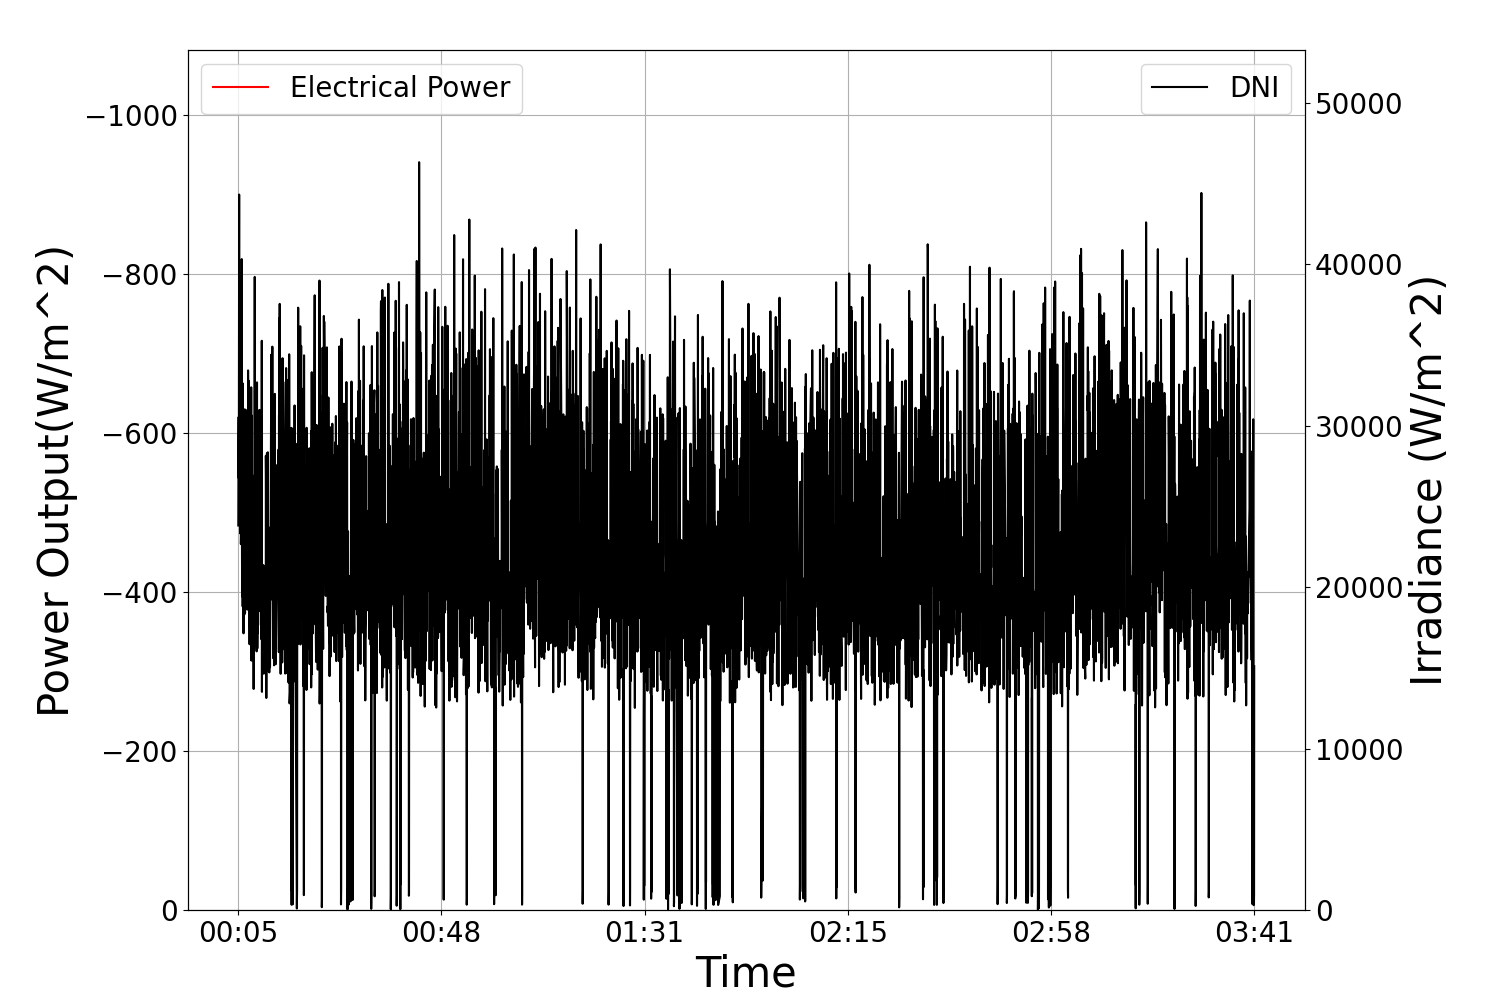 Electrical Power
DNI
Power Output(W/m^2)
−1000
−800
−600
−400
−200
0
50000
40000
30000
20000
10000
0
Irradiance (W/m^2)
00:05 00:48 01:31 02:15 02:58 03:41
Time